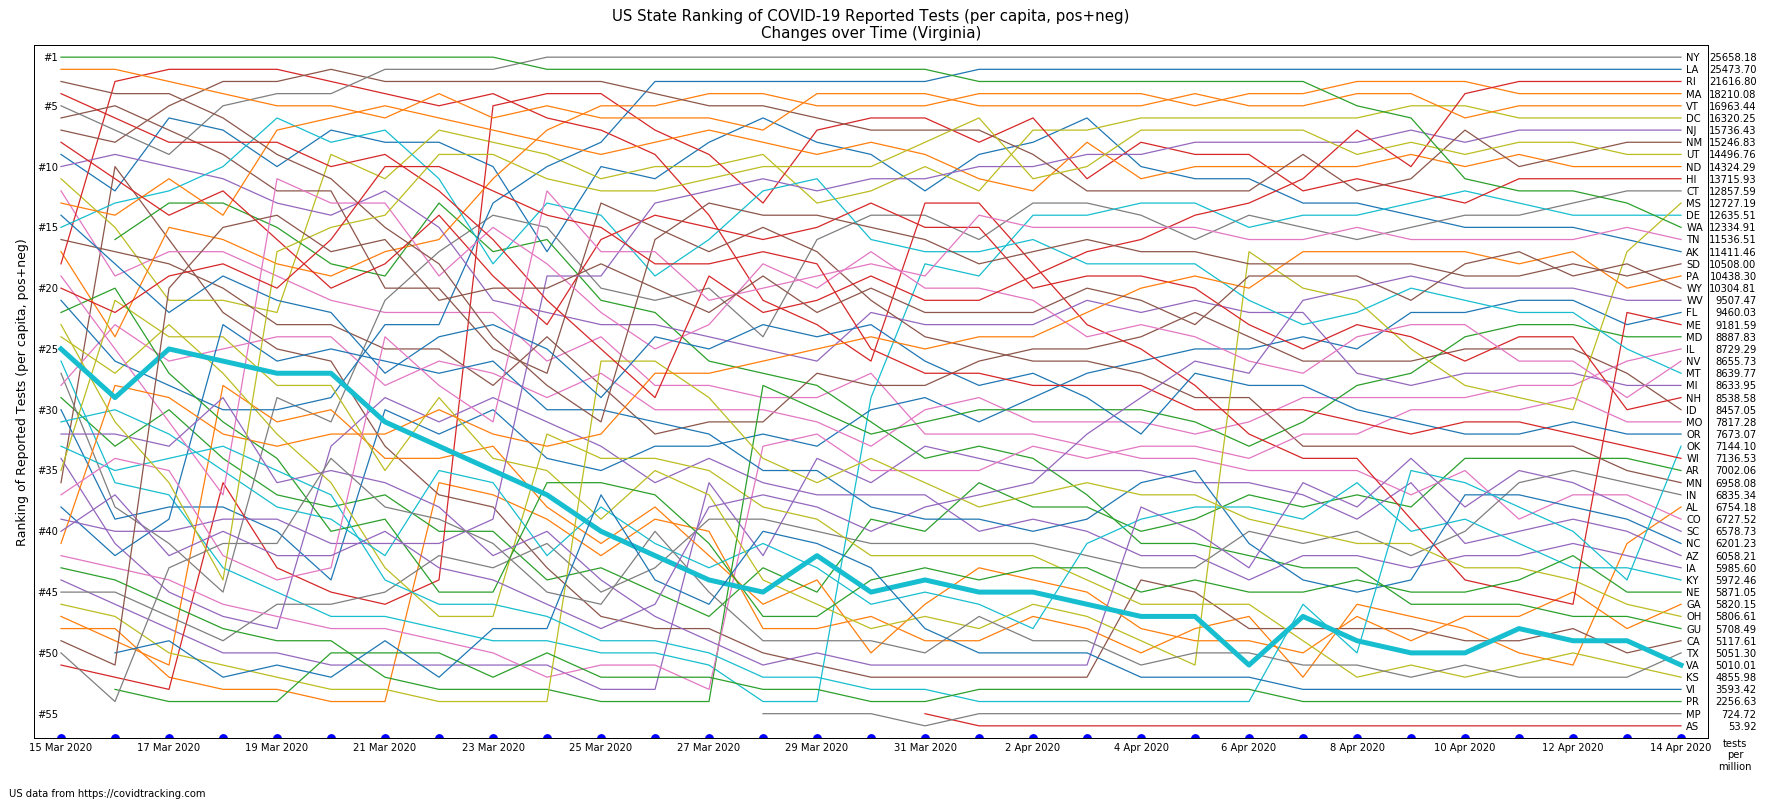 US State Ranking of COVID-19 Reported Tests (per capita, pos+neg)
Changes over Time (Virginia)
Ranking of Reported Tests (per capita, pos+neg)
#1
#5
#10
#15
#20
#25
#30
#35
#40
#45
#50
#55
NY 25658.18
LA 25473.70
RI 21616.80
MA 18210.08
VT 16963.44
DC 16320.25
NJ 15736.43
NM 15246.83
UT 14496.76
ND 14324.29
HI 13715.93
CT 12857.59
MS 12727.19
DE 12635.51
WA 12334.91
TN 11536.51
AK 11411.46
SD 10508.00
PA 10438.30
WY 10304.81
WV 9507.47
FL 9460.03
ME 9181.59
MD 8887.83
IL 8729.29
NV 8655.73
MT 8639.77
MI 8633.95
NH 8538.58
ID 8457.05
MO 7817.28
OR 7673.07
OK 7144.10
WI 7136.53
AR 7002.06
MN 6958.08
IN 6835.34
AL 6754.18
CO 6727.52
SC 6578.73
NC 6201.23
AZ 6058.21
IA 5985.60
KY 5972.46
NE 5871.05
GA 5820.15
OH 5806.61
GU 5708.49
CA 5117.61
TX 5051.30
VA 5010.01
KS 4855.98
VI 3593.42
PR 2256.63
MP 724.72
AS 53.92
15 Mar 2020 17 Mar 2020 19 Mar 2020 21 Mar 2020 23 Mar 2020 25 Mar 2020 27 Mar 2020 29 Mar 2020 31 Mar 2020 2 Apr 2020 4 Apr 2020 6 Apr 2020 8 Apr 2020 10 Apr 2020 12 Apr 2020 14 Apr 2020
tests
per
million
US data from https://covidtracking.com